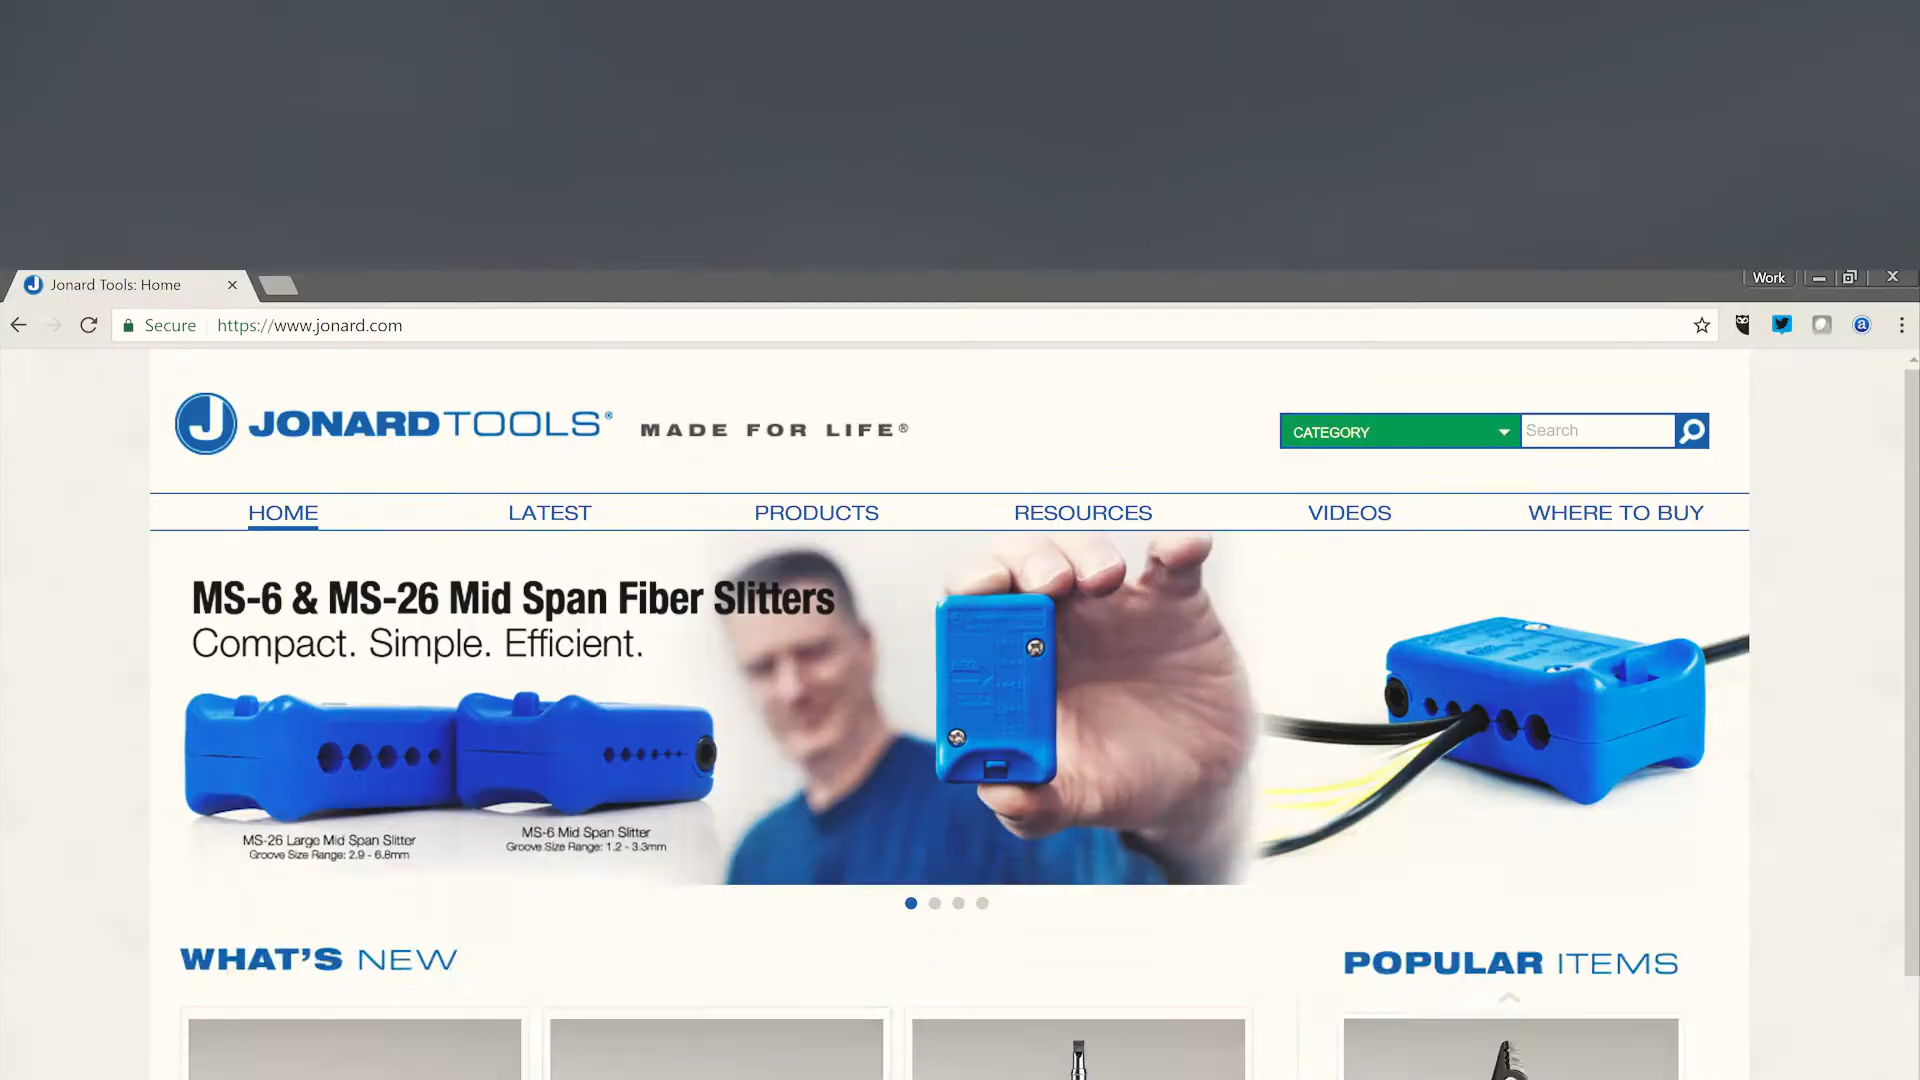 Jonard Tools: Home
Work
Secure
https://www.jonard.com
JONARD TOOLS®
MADE FOR LIFE®
CATEGORY
Search
HOME
LATEST
PRODUCTS
RESOURCES
VIDEOS
WHERE TO BUY
MS-6 & MS-26 Mid Span Fiber Slitters
Compact. Simple. Efficient.
MS-26 Large Mid Span Slitter
Groove Size Range: 2.9 - 6.8mm
MS-6 Mid Span Slitter
Groove Size Range: 1.2 - 3.3mm
WHAT'S NEW
POPULAR ITEMS